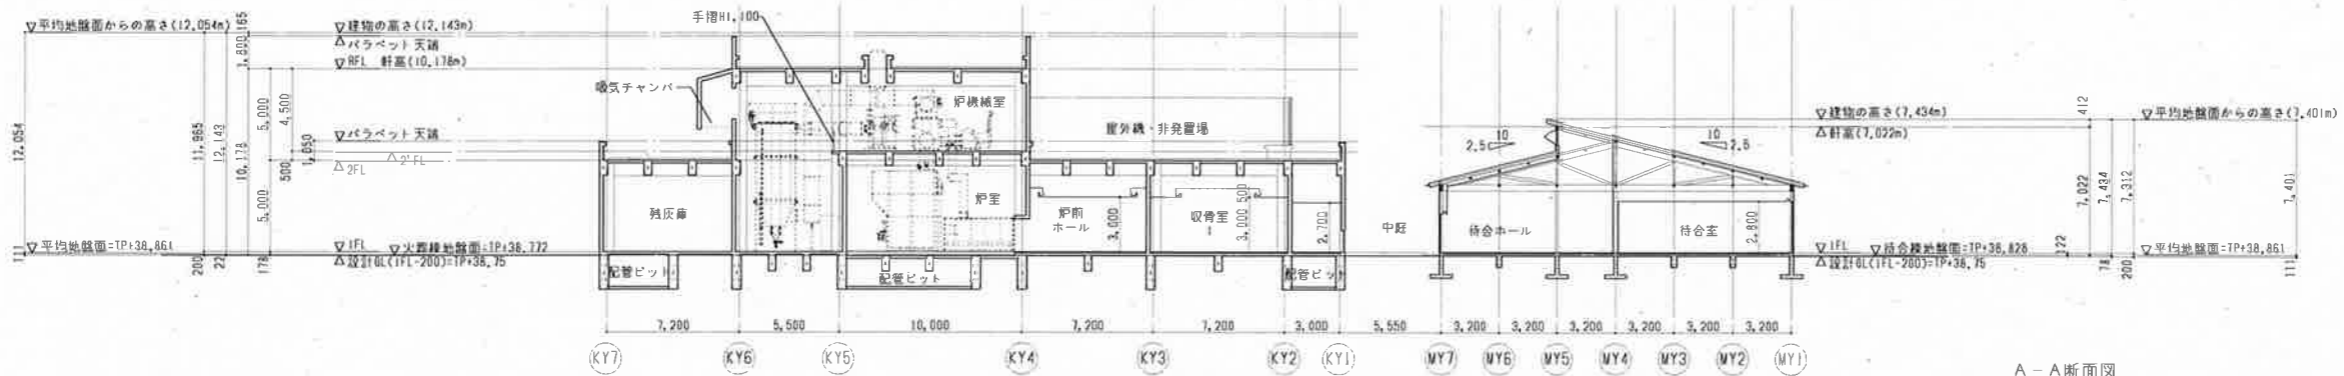 手摺H1,100
▽平均地盤面からの高さ(12,054m)
▽建物の高さ(12,143m)
△パラペット天端
▽RFL 軒高(10,178m)
吸気チャンバー
炉機械室
屋外機・非発置場
▽パラペット天端
△2'FL
△2FL
残灰庫
炉室
炉前
ホール
収骨室
1
中庭
待合ホール
待合室
▽建物の高さ(7,434m)
▽平均地盤面からの高さ(7,401m)
△軒高(7,022m)
10
2.5
10
2.5
▽平均地盤面=TP+38,861
▽1FL
▽火葬棟地盤面=TP+38,772
△設計GL(1FL-200)=TP+38,75
▽1FL
▽待合棟地盤面=TP+38,828
△設計GL(1FL-200)=TP+38,75
▽平均地盤面=TP+38,861
配管ピット
配管ピット
配管ピット
12,054
111
11,965
200
12,143
22
1,800
165
10,178
178
5,000
5,000
4,500
500
1,050
3,000
3,000
500
2,700
2,800
412
7,022
122
7,434
78
7,312
200
7,401
111
7,200
5,500
10,000
7,200
7,200
3,000
5,550
3,200
3,200
3,200
3,200
3,200
3,200
KY7
KY6
KY5
KY4
KY3
KY2
KY1
MY7
MY6
MY5
MY4
MY3
MY2
MY1
A－A断面図